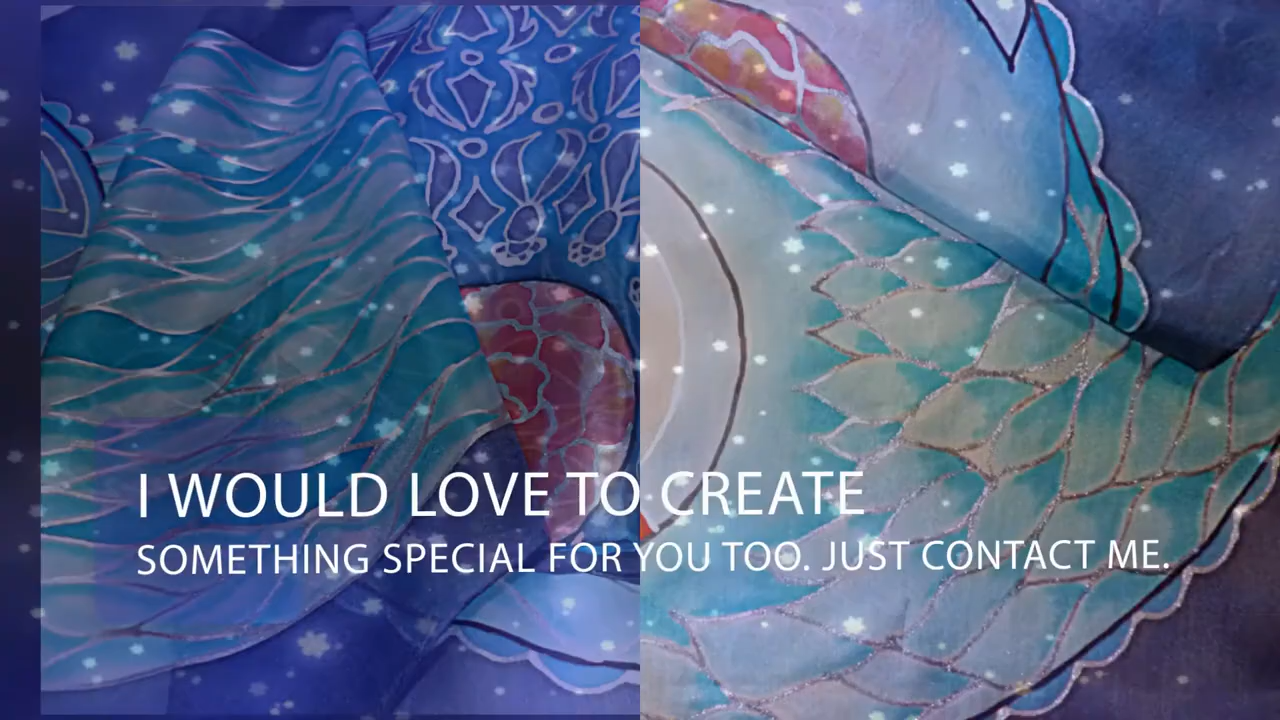 I WOULD LOVE TO CREATE
SOMETHING SPECIAL FOR YOU TOO. JUST CONTACT ME.